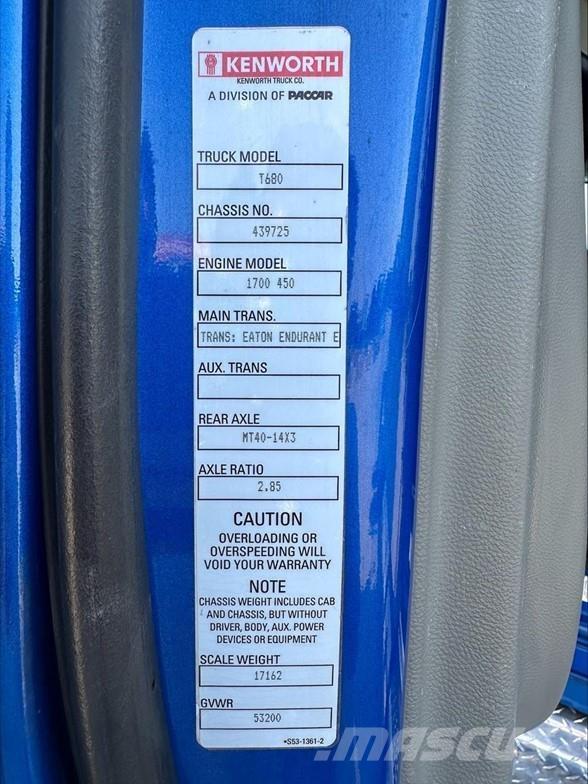 KENWORTH
KENWORTH TRUCK CO.
A DIVISION OF PACCAR
TRUCK MODEL
T680
CHASSIS NO.
439725
ENGINE MODEL
1700 450
MAIN TRANS.
TRANS: EATON ENDURANT E
AUX. TRANS
REAR AXLE
MT40-14X3
AXLE RATIO
2.85
CAUTION
OVERLOADING OR
OVERSPEEDING WILL
VOID YOUR WARRANTY
NOTE
CHASSIS WEIGHT INCLUDES CAB
AND CHASSIS, BUT WITHOUT
DRIVER, BODY, AUX. POWER
DEVICES OR EQUIPMENT
SCALE WEIGHT
17162
GVWR
53200
*S53-1361-2
MASCUS